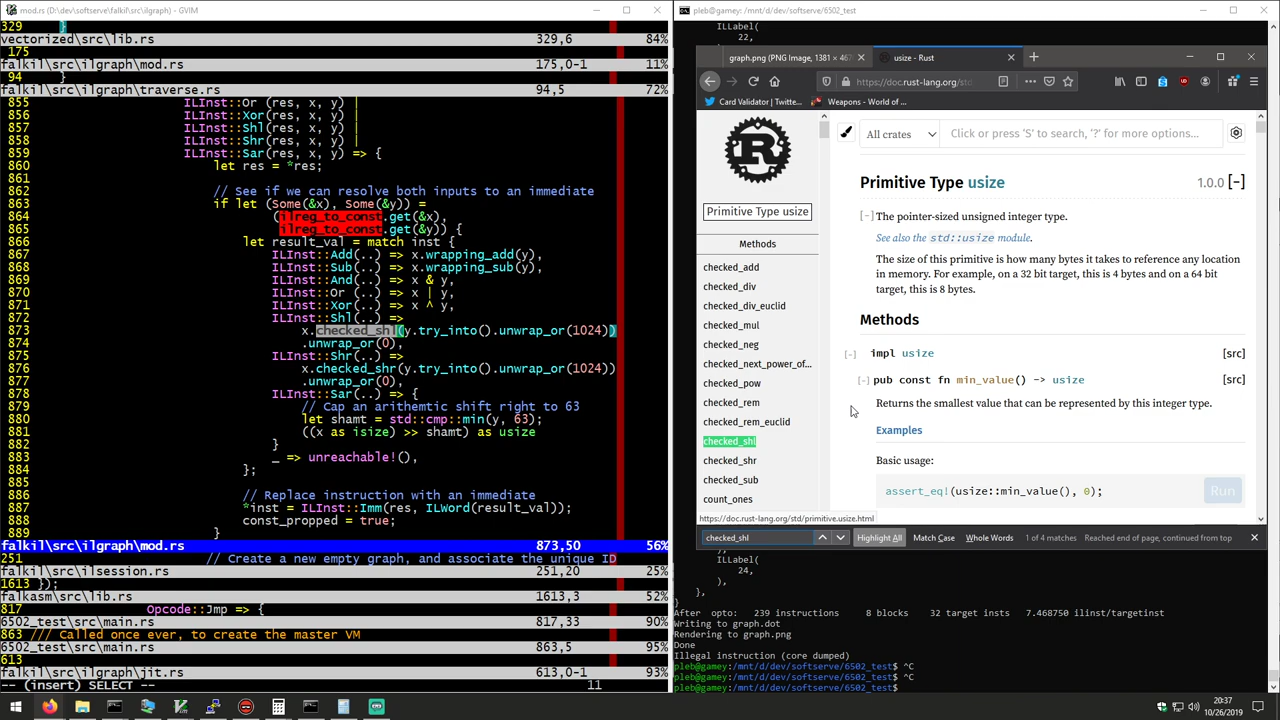 mod.rs (D:\dev\softserve\falkil\src\ilgraph) - GVIM
329 }
vectorized\src\lib.rs 329,6 84%
175
falkil\src\ilgraph\mod.rs 175,0-1 11%
94 }
falkil\src\ilgraph\traverse.rs 94,5 72%
855 ILInst::Or (res, x, y) |
856 ILInst::Xor(res, x, y) |
857 ILInst::Shl(res, x, y) |
858 ILInst::Shr(res, x, y) |
859 ILInst::Sar(res, x, y) => {
860 let res = *res;
861
862 // See if we can resolve both inputs to an immediate
863 if let (Some(&x), Some(&y)) =
864 (ilreg_to_const.get(&x),
865 ilreg_to_const.get(&y)) {
866 let result_val = match inst {
867 ILInst::Add(..) => x.wrapping_add(y),
868 ILInst::Sub(..) => x.wrapping_sub(y),
869 ILInst::And(..) => x & y,
870 ILInst::Or (..) => x | y,
871 ILInst::Xor(..) => x ^ y,
872 ILInst::Shl(..) =>
873 x.checked_shl(y.try_into().unwrap_or(1024))
874 .unwrap_or(0),
875 ILInst::Shr(..) =>
876 x.checked_shr(y.try_into().unwrap_or(1024))
877 .unwrap_or(0),
878 ILInst::Sar(..) => {
879 // Cap an arithemtic shift right to 63
880 let shamt = std::cmp::min(y, 63);
881 ((x as isize) >> shamt) as usize
882 }
883 _ => unreachable!(),
884 };
885
886 // Replace instruction with an immediate
887 *inst = ILInst::Imm(res, ILWord(result_val));
888 const_propped = true;
889 }
falkil\src\ilgraph\mod.rs 873,50 56%
251 // Create a new empty graph, and associate the unique ID
falkil\src\ilsession.rs 251,20 25%
1613 });
falkasm\src\lib.rs 1613,3 52%
817 Opcode::Jmp => {
6502_test\src\main.rs 817,33 90%
863 /// Called once ever, to create the master VM
6502_test\src\main.rs 863,5 95%
613
falkil\src\ilgraph\jit.rs 613,0-1 93%
-- (insert) SELECT -- 11
pleb@gamey: /mnt/d/dev/softserve/6502_test
ILLabel(
22,
graph.png (PNG Image, 1381 × 467
usize - Rust
https://doc.rust-lang.org/std
Card Validator | Twitte...
Weapons - World of ...
Primitive Type usize
Methods
checked_add
checked_div
checked_div_euclid
checked_mul
checked_neg
checked_next_power_of...
checked_pow
checked_rem
checked_rem_euclid
checked_shl
checked_shr
checked_sub
count_ones
All crates
Click or press 'S' to search, '?' for more options...
Primitive Type usize 1.0.0 [-]
[-] The pointer-sized unsigned integer type.
See also the std::usize module.
The size of this primitive is how many bytes it takes to reference any location
in memory. For example, on a 32 bit target, this is 4 bytes and on a 64 bit
target, this is 8 bytes.
Methods
[-] impl usize [src]
[-] pub const fn min_value() -> usize [src]
Returns the smallest value that can be represented by this integer type.
Examples
Basic usage:
assert_eq!(usize::min_value(), 0);
Run
https://doc.rust-lang.org/std/primitive.usize.html
checked_shl
Highlight All Match Case Whole Words 1 of 4 matches Reached end of page, continued from top
ILLabel(
24,
),
},
}
After opto: 239 instructions 8 blocks 32 target insts 7.468750 ilinst/targetinst
Writing to graph.dot
Rendering to graph.png
Done
Illegal instruction (core dumped)
pleb@gamey:/mnt/d/dev/softserve/6502_test$ ^C
pleb@gamey:/mnt/d/dev/softserve/6502_test$ ^C
pleb@gamey:/mnt/d/dev/softserve/6502_test$
20:37
10/26/2019